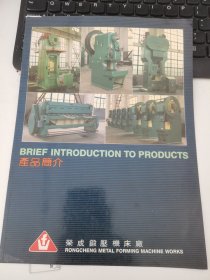 BRIEF INTRODUCTION TO PRODUCTS
產品簡介
榮成鍛壓機床廠
RONGCHENG METAL FORMING MACHINE WORKS